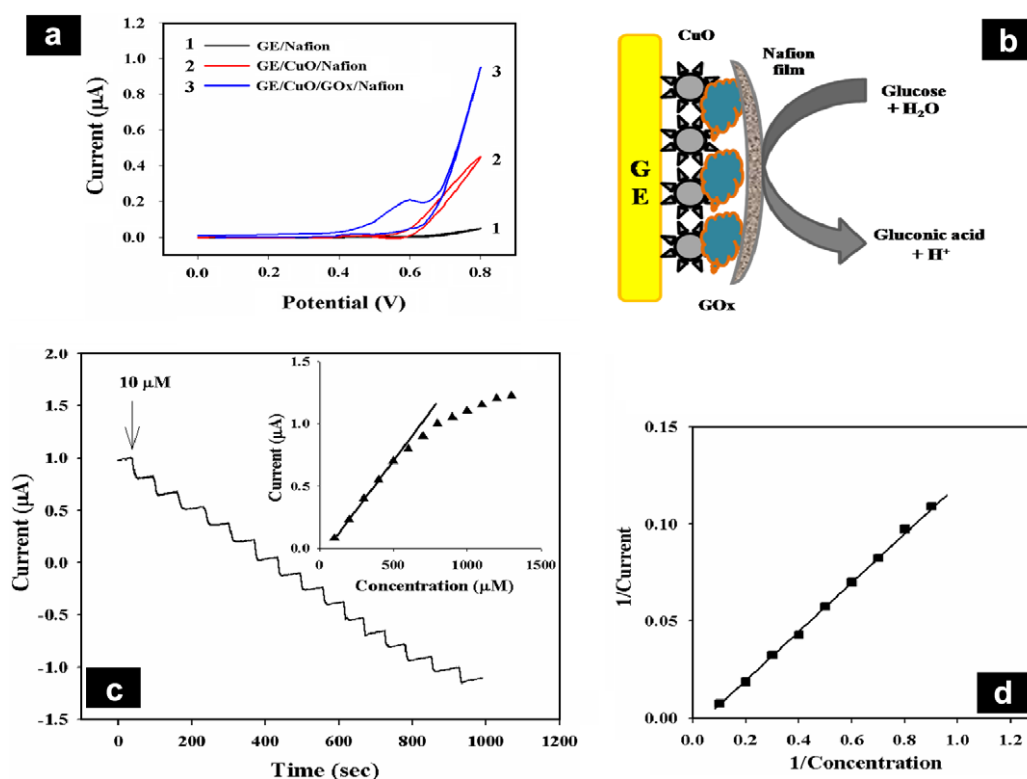 a
1.2
1.0
0.8
0.6
0.4
0.2
0.0
Current (µA)
1 GE/Nafion
2 GE/CuO/Nafion
3 GE/CuO/GOx/Nafion
3
2
1
0.0 0.2 0.4 0.6 0.8
Potential (V)
b
CuO
Nafion
film
G
E
Glucose
+ H₂O
Gluconic acid
+ H⁺
GOx
2.0
1.5
1.0
0.5
0.0
-0.5
-1.0
-1.5
Current (µA)
10 µM
1.5
1.0
0.5
0.0
Current (µA)
0 500 1000 1500
Concentration (µM)
c
0 200 400 600 800 1000 1200
Time (sec)
0.15
0.10
0.05
0.00
1/Current
d
0.0 0.2 0.4 0.6 0.8 1.0 1.2
1/Concentration